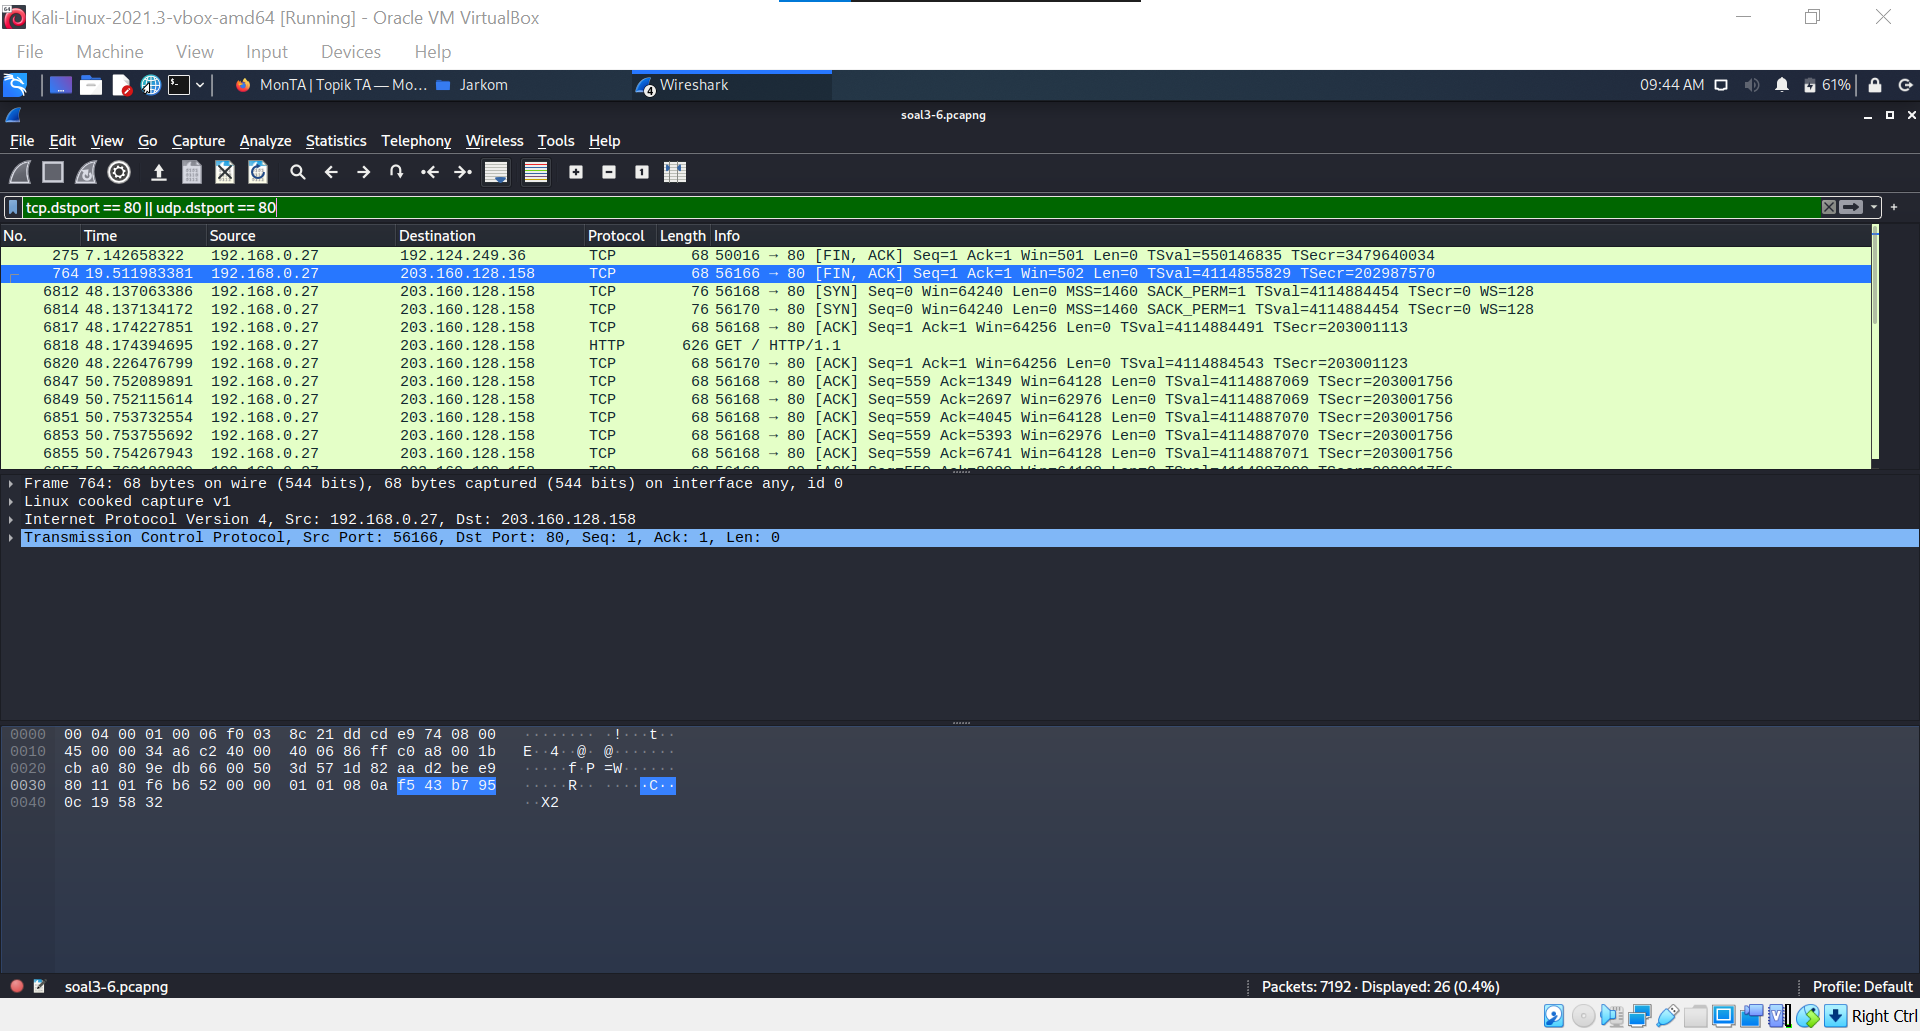 Kali-Linux-2021.3-vbox-amd64 [Running] - Oracle VM VirtualBox
File Machine View Input Devices Help
MonTA | Topik TA — Mo... Jarkom 4 Wireshark 09:44 AM 61%
soal3-6.pcapng
File Edit View Go Capture Analyze Statistics Telephony Wireless Tools Help
tcp.dstport == 80 || udp.dstport == 80
No. Time Source Destination Protocol Length Info
275 7.142658322 192.168.0.27 192.124.249.36 TCP 68 50016 → 80 [FIN, ACK] Seq=1 Ack=1 Win=501 Len=0 TSval=550146835 TSecr=3479640034
764 19.511983381 192.168.0.27 203.160.128.158 TCP 68 56166 → 80 [FIN, ACK] Seq=1 Ack=1 Win=502 Len=0 TSval=4114855829 TSecr=202987570
6812 48.137063386 192.168.0.27 203.160.128.158 TCP 76 56168 → 80 [SYN] Seq=0 Win=64240 Len=0 MSS=1460 SACK_PERM=1 TSval=4114884454 TSecr=0 WS=128
6814 48.137134172 192.168.0.27 203.160.128.158 TCP 76 56170 → 80 [SYN] Seq=0 Win=64240 Len=0 MSS=1460 SACK_PERM=1 TSval=4114884454 TSecr=0 WS=128
6817 48.174227851 192.168.0.27 203.160.128.158 TCP 68 56168 → 80 [ACK] Seq=1 Ack=1 Win=64256 Len=0 TSval=4114884491 TSecr=203001113
6818 48.174394695 192.168.0.27 203.160.128.158 HTTP 626 GET / HTTP/1.1
6820 48.226476799 192.168.0.27 203.160.128.158 TCP 68 56170 → 80 [ACK] Seq=1 Ack=1 Win=64256 Len=0 TSval=4114884543 TSecr=203001123
6847 50.752089891 192.168.0.27 203.160.128.158 TCP 68 56168 → 80 [ACK] Seq=559 Ack=1349 Win=64128 Len=0 TSval=4114887069 TSecr=203001756
6849 50.752115614 192.168.0.27 203.160.128.158 TCP 68 56168 → 80 [ACK] Seq=559 Ack=2697 Win=62976 Len=0 TSval=4114887069 TSecr=203001756
6851 50.753732554 192.168.0.27 203.160.128.158 TCP 68 56168 → 80 [ACK] Seq=559 Ack=4045 Win=64128 Len=0 TSval=4114887070 TSecr=203001756
6853 50.753755692 192.168.0.27 203.160.128.158 TCP 68 56168 → 80 [ACK] Seq=559 Ack=5393 Win=62976 Len=0 TSval=4114887070 TSecr=203001756
6855 50.754267943 192.168.0.27 203.160.128.158 TCP 68 56168 → 80 [ACK] Seq=559 Ack=6741 Win=64128 Len=0 TSval=4114887071 TSecr=203001756
Frame 764: 68 bytes on wire (544 bits), 68 bytes captured (544 bits) on interface any, id 0
Linux cooked capture v1
Internet Protocol Version 4, Src: 192.168.0.27, Dst: 203.160.128.158
Transmission Control Protocol, Src Port: 56166, Dst Port: 80, Seq: 1, Ack: 1, Len: 0
0000 00 04 00 01 00 06 f0 03 8c 21 dd cd e9 74 08 00 ········ ·!···t··
0010 45 00 00 34 a6 c2 40 00 40 06 86 ff c0 a8 00 1b E··4··@· @·······
0020 cb a0 80 9e db 66 00 50 3d 57 1d 82 aa d2 be e9 ·····f·P =W······
0030 80 11 01 f6 b6 52 00 00 01 01 08 0a f5 43 b7 95 ·····R·· ·····C··
0040 0c 19 58 32 ··X2
soal3-6.pcapng Packets: 7192 · Displayed: 26 (0.4%) Profile: Default
Right Ctrl